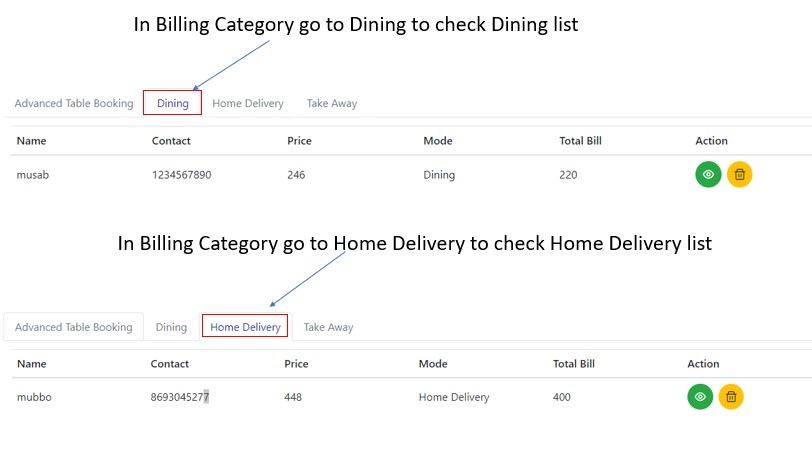 In Billing Category go to Dining to check Dining list
Advanced Table Booking Dining Home Delivery Take Away
Name Contact Price Mode Total Bill Action
musab 1234567890 246 Dining 220
In Billing Category go to Home Delivery to check Home Delivery list
Advanced Table Booking Dining Home Delivery Take Away
Name Contact Price Mode Total Bill Action
mubbo 8693045277 448 Home Delivery 400